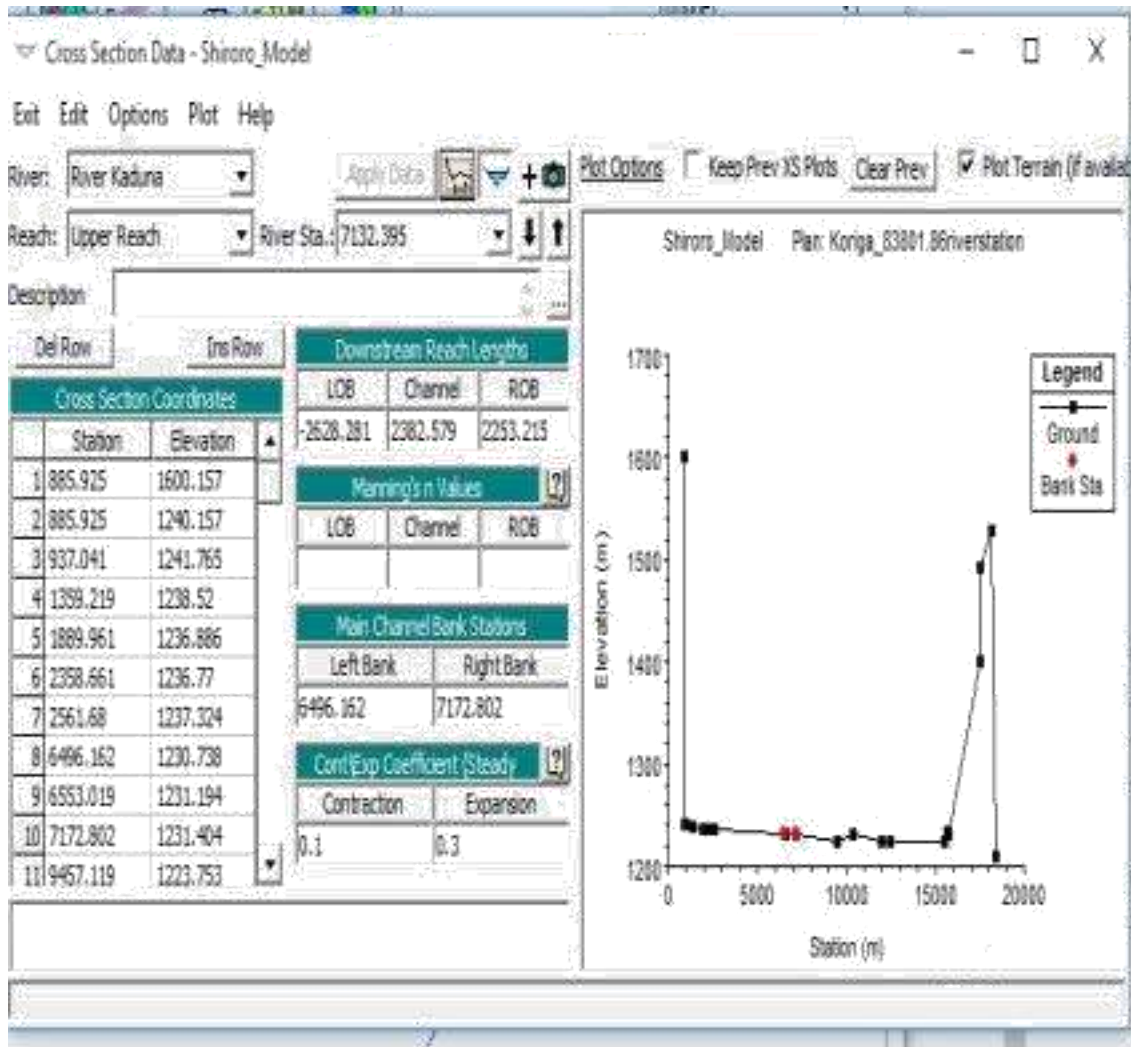 Cross Section Data - Shiroro_Model
Exit Edit Options Plot Help
River: River Kaduna Apply Data Plot Options Keep Prev XS Plots Clear Prev Plot Terrain (if availab
Reach: Upper Reach River Sta.: 7132.395
Description ...
Del Row Ins Row
Cross Section Coordinates
Station Elevation
1 885.925 1600.157
2 885.925 1240.157
3 937.041 1241.765
4 1359.219 1238.52
5 1889.961 1236.886
6 2358.661 1236.77
7 2561.68 1237.324
8 6496.162 1230.738
9 6553.019 1231.194
10 7172.802 1231.404
11 9457.119 1223.753
Downstream Reach Lengths
LOB Channel ROB
-2628.281 2382.579 2253.215
Manning's n Values ?
LOB Channel ROB
Main Channel Bank Stations
Left Bank Right Bank
6496.162 7172.802
Cont\Exp Coefficient (Steady ?
Contraction Expansion
0.1 0.3
Shiroro_Model Plan: Koriga_83801.86riverstation
Legend
Ground
Bank Sta
Elevation (m)
1700
1600
1500
1400
1300
1200
0 5000 10000 15000 20000
Station (m)